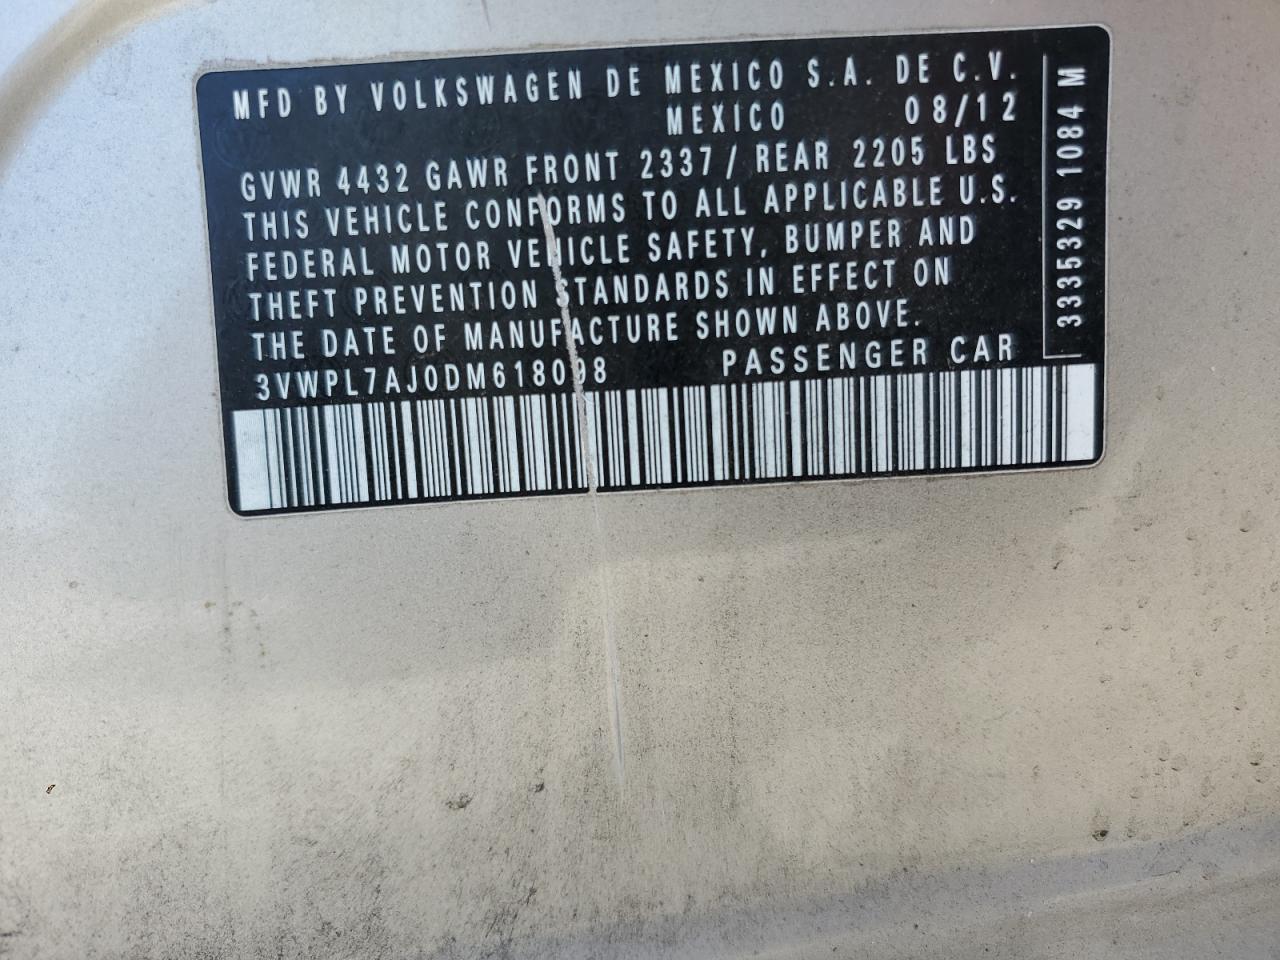 MFD BY VOLKSWAGEN DE MEXICO S.A. DE C.V.
MEXICO 08/12
GVWR 4432 GAWR FRONT 2337 / REAR 2205 LBS
THIS VEHICLE CONFORMS TO ALL APPLICABLE U.S.
FEDERAL MOTOR VEHICLE SAFETY, BUMPER AND
THEFT PREVENTION STANDARDS IN EFFECT ON
THE DATE OF MANUFACTURE SHOWN ABOVE.
3VWPL7AJ0DM618098 PASSENGER CAR
3335329 1084 M